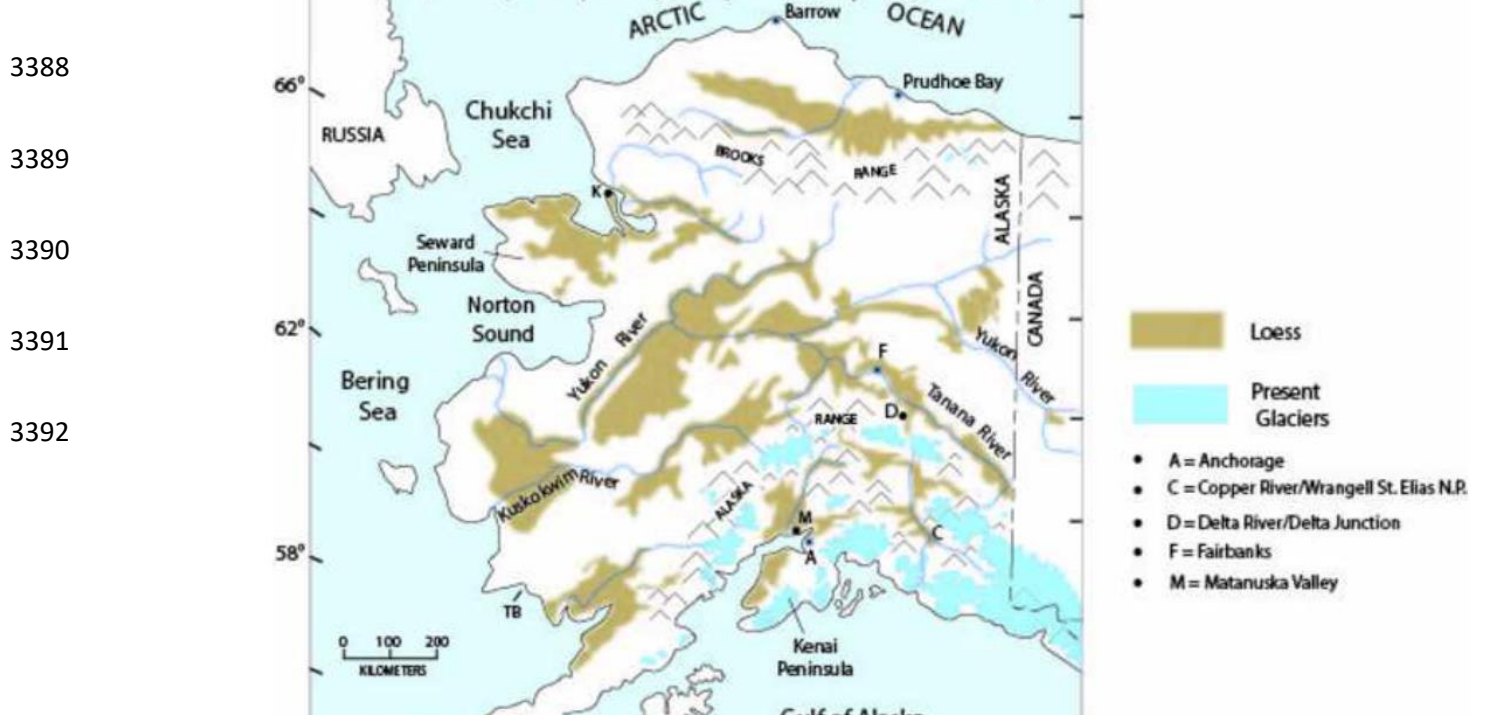 ARCTIC OCEAN
Barrow
3388
66°
Prudhoe Bay
Chukchi
Sea
RUSSIA
3389
BROOKS
RANGE
K
ALASKA
3390
Seward
Peninsula
CANADA
Norton
Sound
62°
3391
Yukon River
Yukon River
Loess
F
Bering
Sea
Tanana River
Present
Glaciers
D
RANGE
3392
A = Anchorage
Kuskokwim River
C = Copper River/Wrangell St. Elias N.P.
ALASKA
M
D = Delta River/Delta Junction
C
58°
A
F = Fairbanks
M = Matanuska Valley
TB
0 100 200
KILOMETERS
Kenai
Peninsula
Gulf of Alaska